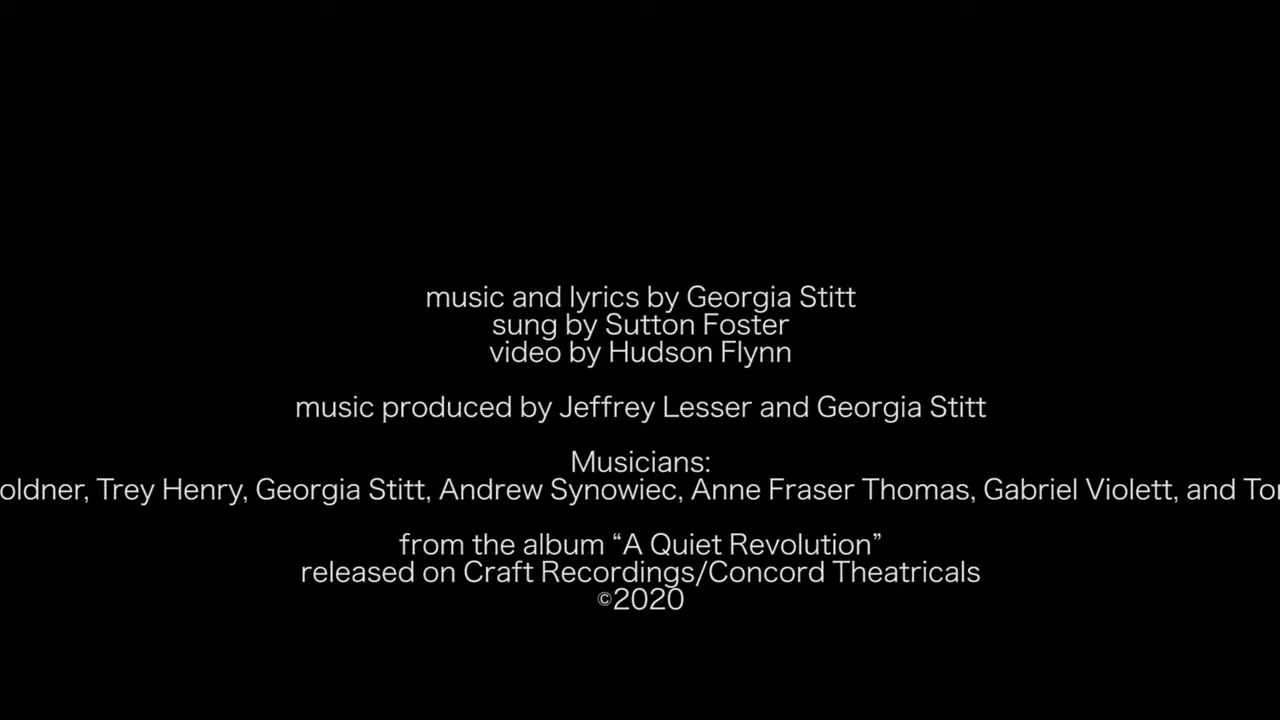 music and lyrics by Georgia Stitt
sung by Sutton Foster
video by Hudson Flynn
music produced by Jeffrey Lesser and Georgia Stitt
Musicians:
oldner, Trey Henry, Georgia Stitt, Andrew Synowiec, Anne Fraser Thomas, Gabriel Violett, and
from the album “A Quiet Revolution”
released on Craft Recordings/Concord Theatricals
©2020